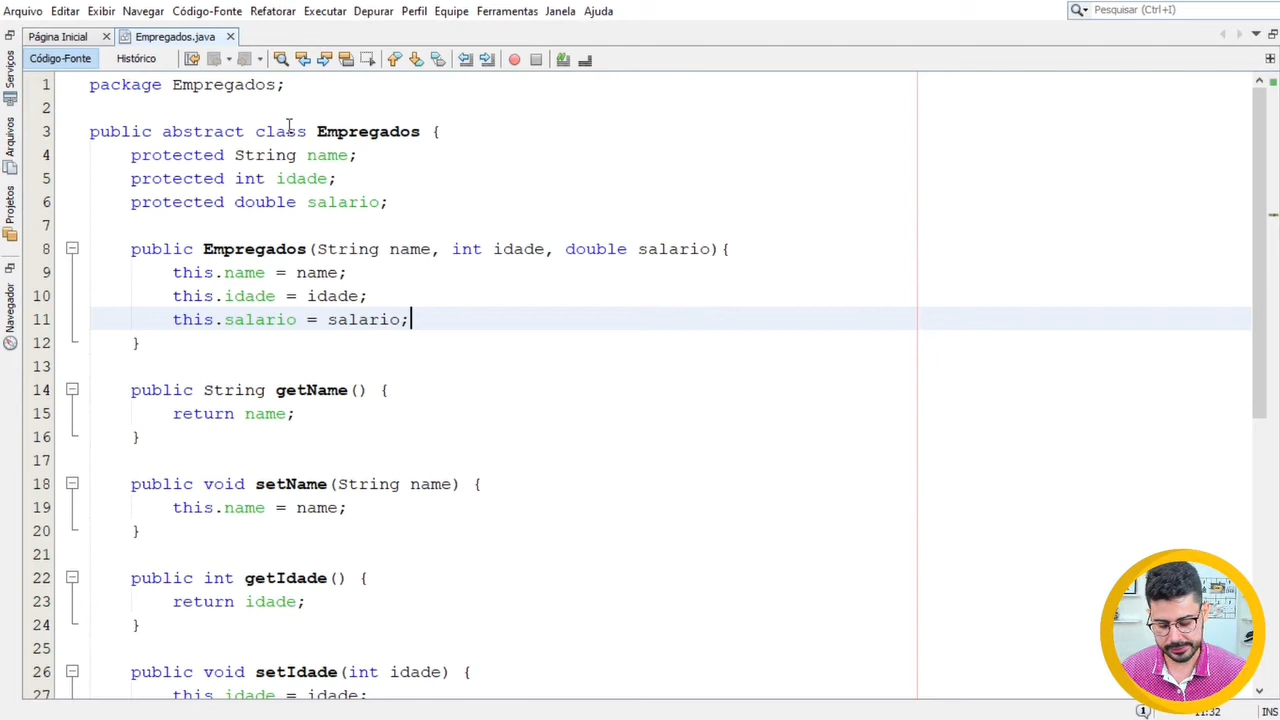 Arquivo Editar Exibir Navegar Código-Fonte Refatorar Executar Depurar Perfil Equipe Ferramentas Janela Ajuda
Pesquisar (Ctrl+I)
Página Inicial Empregados.java
Código-Fonte Histórico
Serviços
Arquivos
Projetos
Navegador
1 package Empregados;
2
3 public abstract class Empregados {
4 protected String name;
5 protected int idade;
6 protected double salario;
7
8 public Empregados(String name, int idade, double salario){
9 this.name = name;
10 this.idade = idade;
11 this.salario = salario;
12 }
13
14 public String getName() {
15 return name;
16 }
17
18 public void setName(String name) {
19 this.name = name;
20 }
21
22 public int getIdade() {
23 return idade;
24 }
25
26 public void setIdade(int idade) {
27 this.idade = idade;
1 11:32 INS